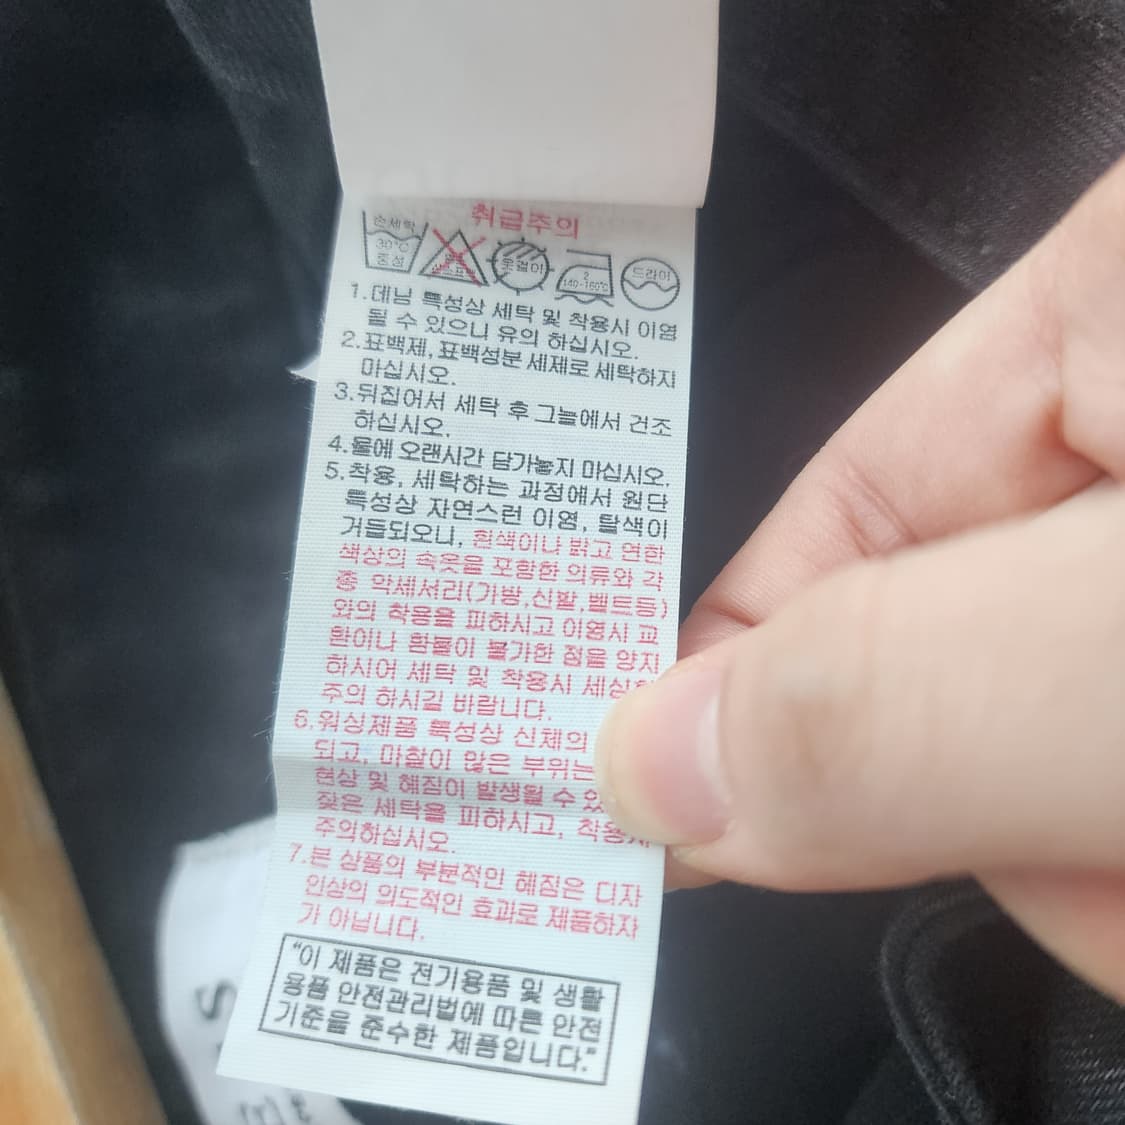 취급주의
손세탁
30°C
중성
옷걸이
2
140-160°C
드라이
1.데님 특성상 세탁 및 착용시 이염
될 수 있으니 유의 하십시오.
2.표백제,표백성분 세제로 세탁하지
마십시오.
3.뒤집어서 세탁 후 그늘에서 건조
하십시오.
4.물에 오랜시간 담가놓지 마십시오.
5.착용, 세탁하는 과정에서 원단
특성상 자연스런 이염, 탈색이
거듭되오니, 흰색이나 밝고 연한
색상의 속옷을 포함한 의류와 각
종 악세서리(가방,신발,벨트등)
와의 착용을 피하시고 이염시 교
환이나 환불이 불가한 점을 양지
하시어 세탁 및 착용시
주의 하시길 바랍니다.
6.워싱제품 특성상 신체의
되고, 마찰이 많은 부위는
현상 및 헤짐이 발생될 수
잦은 세탁을 피하시고,
주의하십시오.
7.본 상품의 부분적인 헤짐은 디자
인상의 의도적인 효과로 제품하자
가 아닙니다.
"이 제품은 전기용품 및 생활
용품 안전관리법에 따른 안전
기준을 준수한 제품입니다."
S